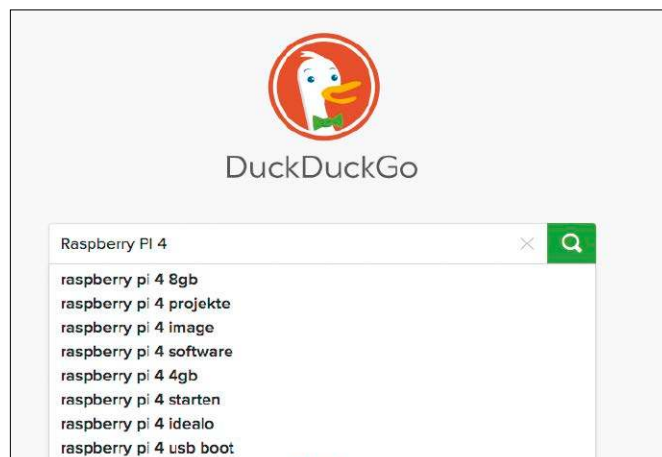 DuckDuckGo
Raspberry PI 4
raspberry pi 4 8gb
raspberry pi 4 projekte
raspberry pi 4 image
raspberry pi 4 software
raspberry pi 4 4gb
raspberry pi 4 starten
raspberry pi 4 idealo
raspberry pi 4 usb boot